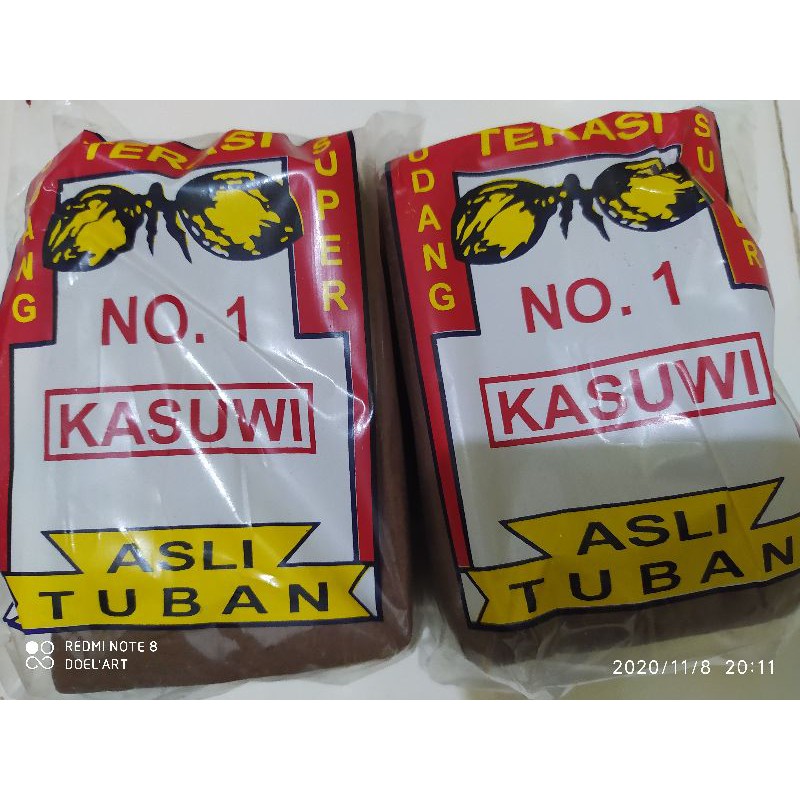 TERASI
UDANG
SUPER
NO. 1
KASUWI
ASLI
TUBAN
TERASI
UDANG
SUPER
NO. 1
KASUWI
ASLI
TUBAN
REDMI NOTE 8
DOEL'ART
2020/11/8 20:11